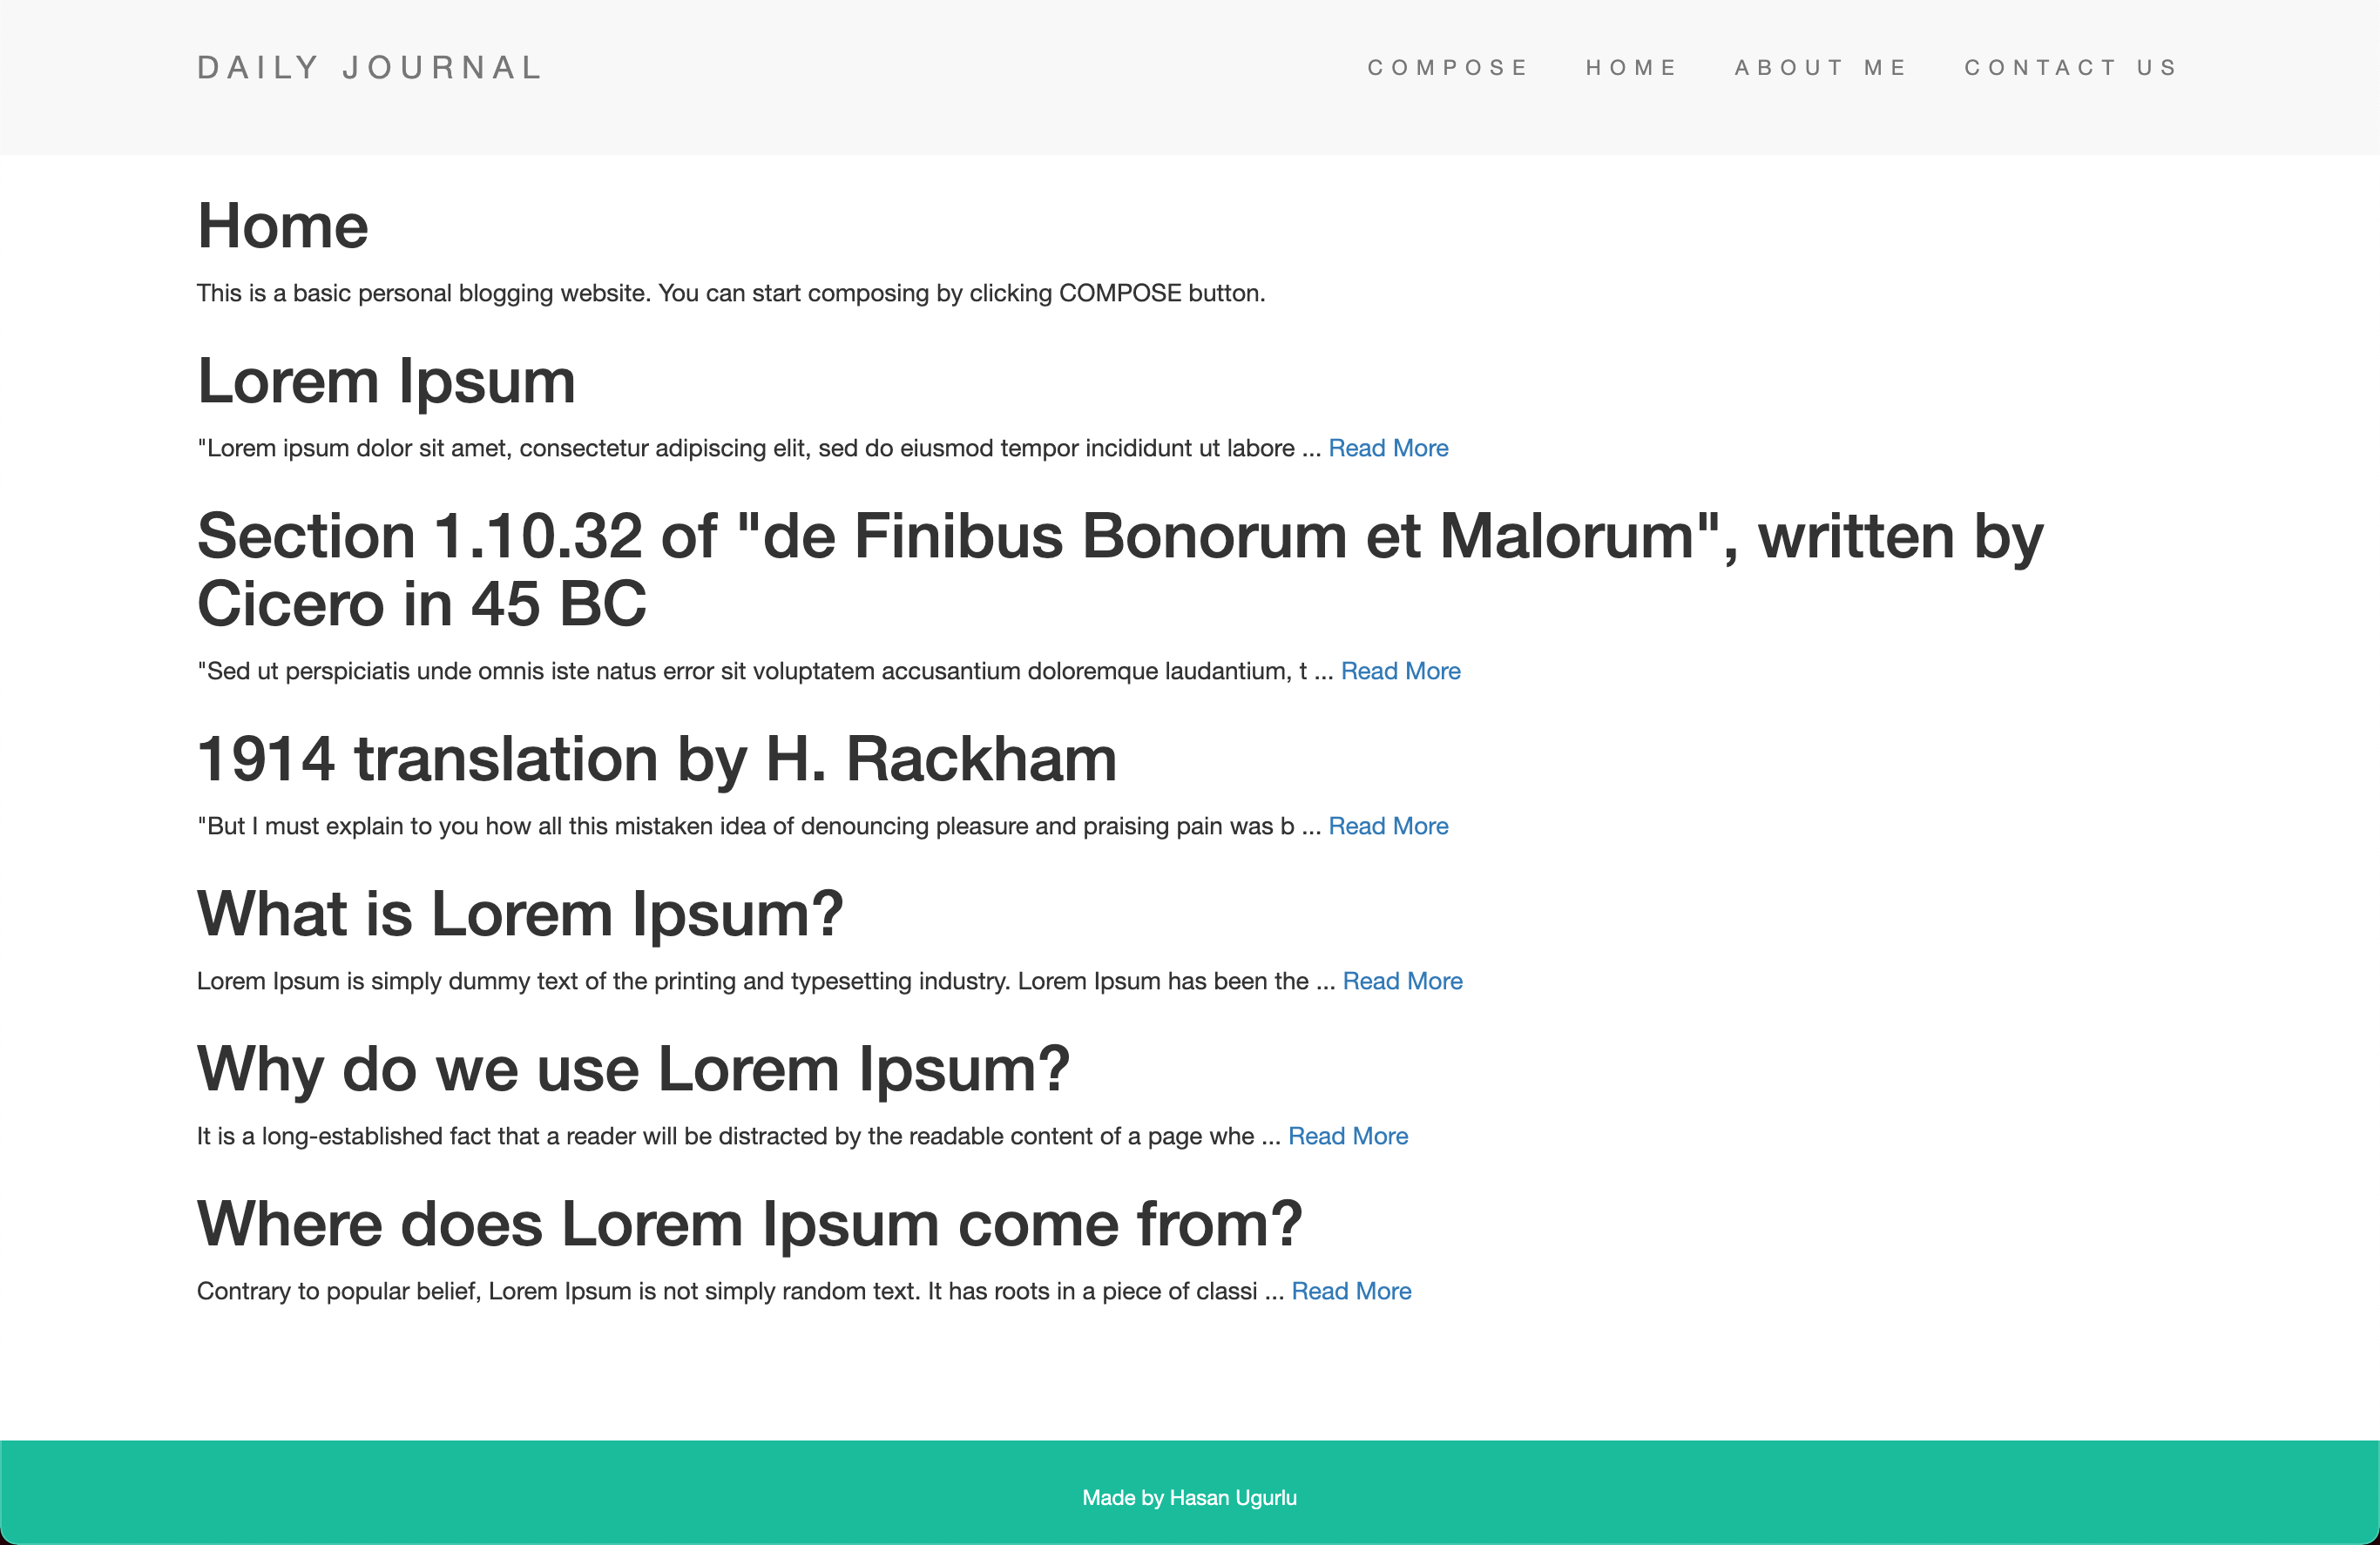 DAILY JOURNAL
COMPOSE HOME ABOUT ME CONTACT US
Home
This is a basic personal blogging website. You can start composing by clicking COMPOSE button.
Lorem Ipsum
"Lorem ipsum dolor sit amet, consectetur adipiscing elit, sed do eiusmod tempor incididunt ut labore ... Read More
Section 1.10.32 of "de Finibus Bonorum et Malorum", written by
Cicero in 45 BC
"Sed ut perspiciatis unde omnis iste natus error sit voluptatem accusantium doloremque laudantium, t ... Read More
1914 translation by H. Rackham
"But I must explain to you how all this mistaken idea of denouncing pleasure and praising pain was b ... Read More
What is Lorem Ipsum?
Lorem Ipsum is simply dummy text of the printing and typesetting industry. Lorem Ipsum has been the ... Read More
Why do we use Lorem Ipsum?
It is a long-established fact that a reader will be distracted by the readable content of a page whe ... Read More
Where does Lorem Ipsum come from?
Contrary to popular belief, Lorem Ipsum is not simply random text. It has roots in a piece of classi ... Read More
Made by Hasan Ugurlu